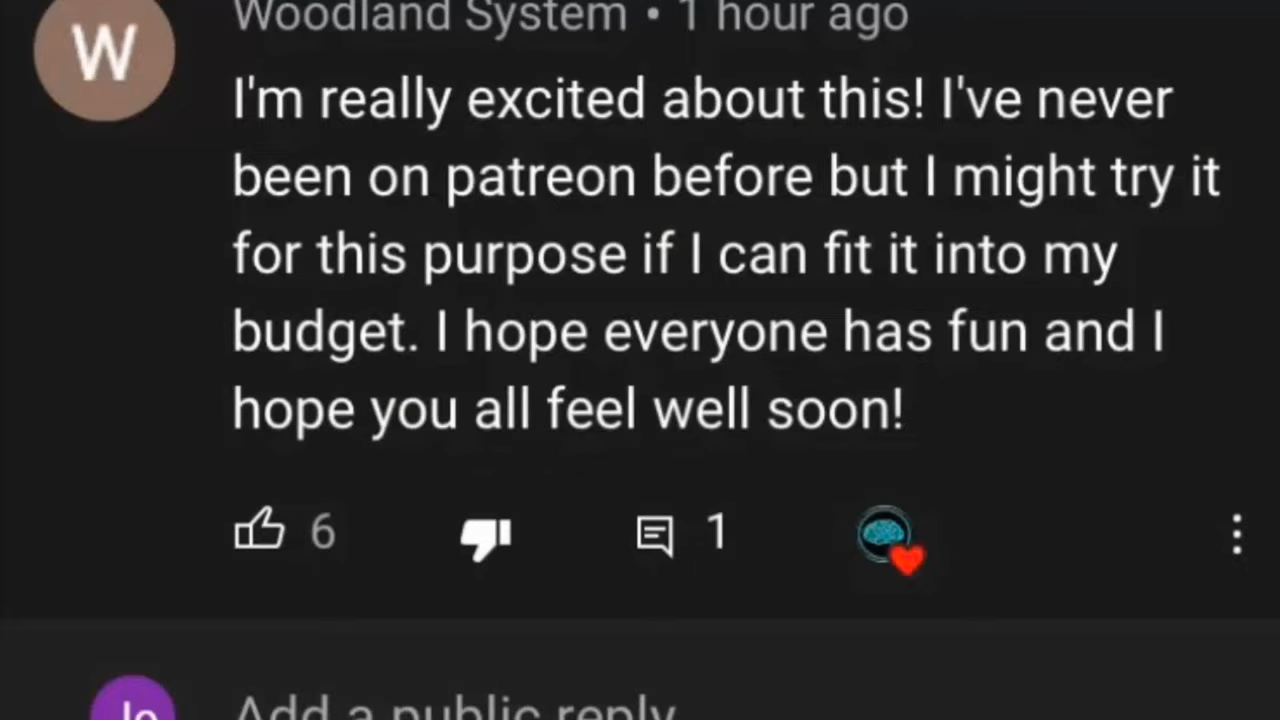 W
Woodland System • 1 hour ago
I'm really excited about this! I've never
been on patreon before but I might try it
for this purpose if I can fit it into my
budget. I hope everyone has fun and I
hope you all feel well soon!
6
1
Jo
Add a public reply